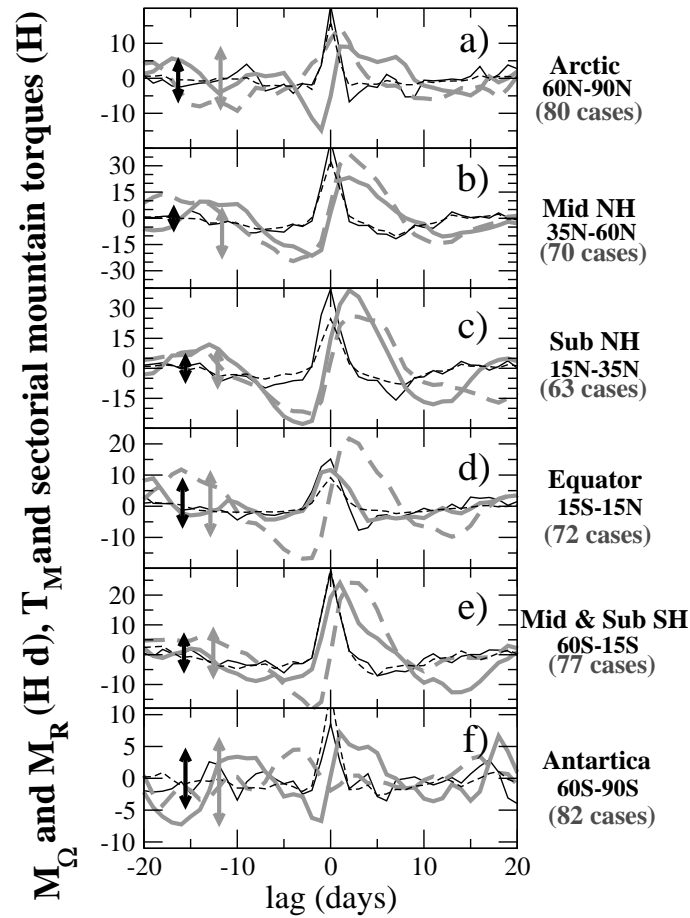 M_Ω and M_R (H d), T_M and sectorial mountain torques (H)
10
0
-10
a)
Arctic
60N-90N
(80 cases)
30
15
0
-15
-30
b)
Mid NH
35N-60N
(70 cases)
30
15
0
-15
c)
Sub NH
15N-35N
(63 cases)
20
10
0
-10
d)
Equator
15S-15N
(72 cases)
20
10
0
-10
e)
Mid & Sub SH
60S-15S
(77 cases)
10
5
0
-5
-10
f)
Antartica
60S-90S
(82 cases)
-20 -10 0 10 20
lag (days)